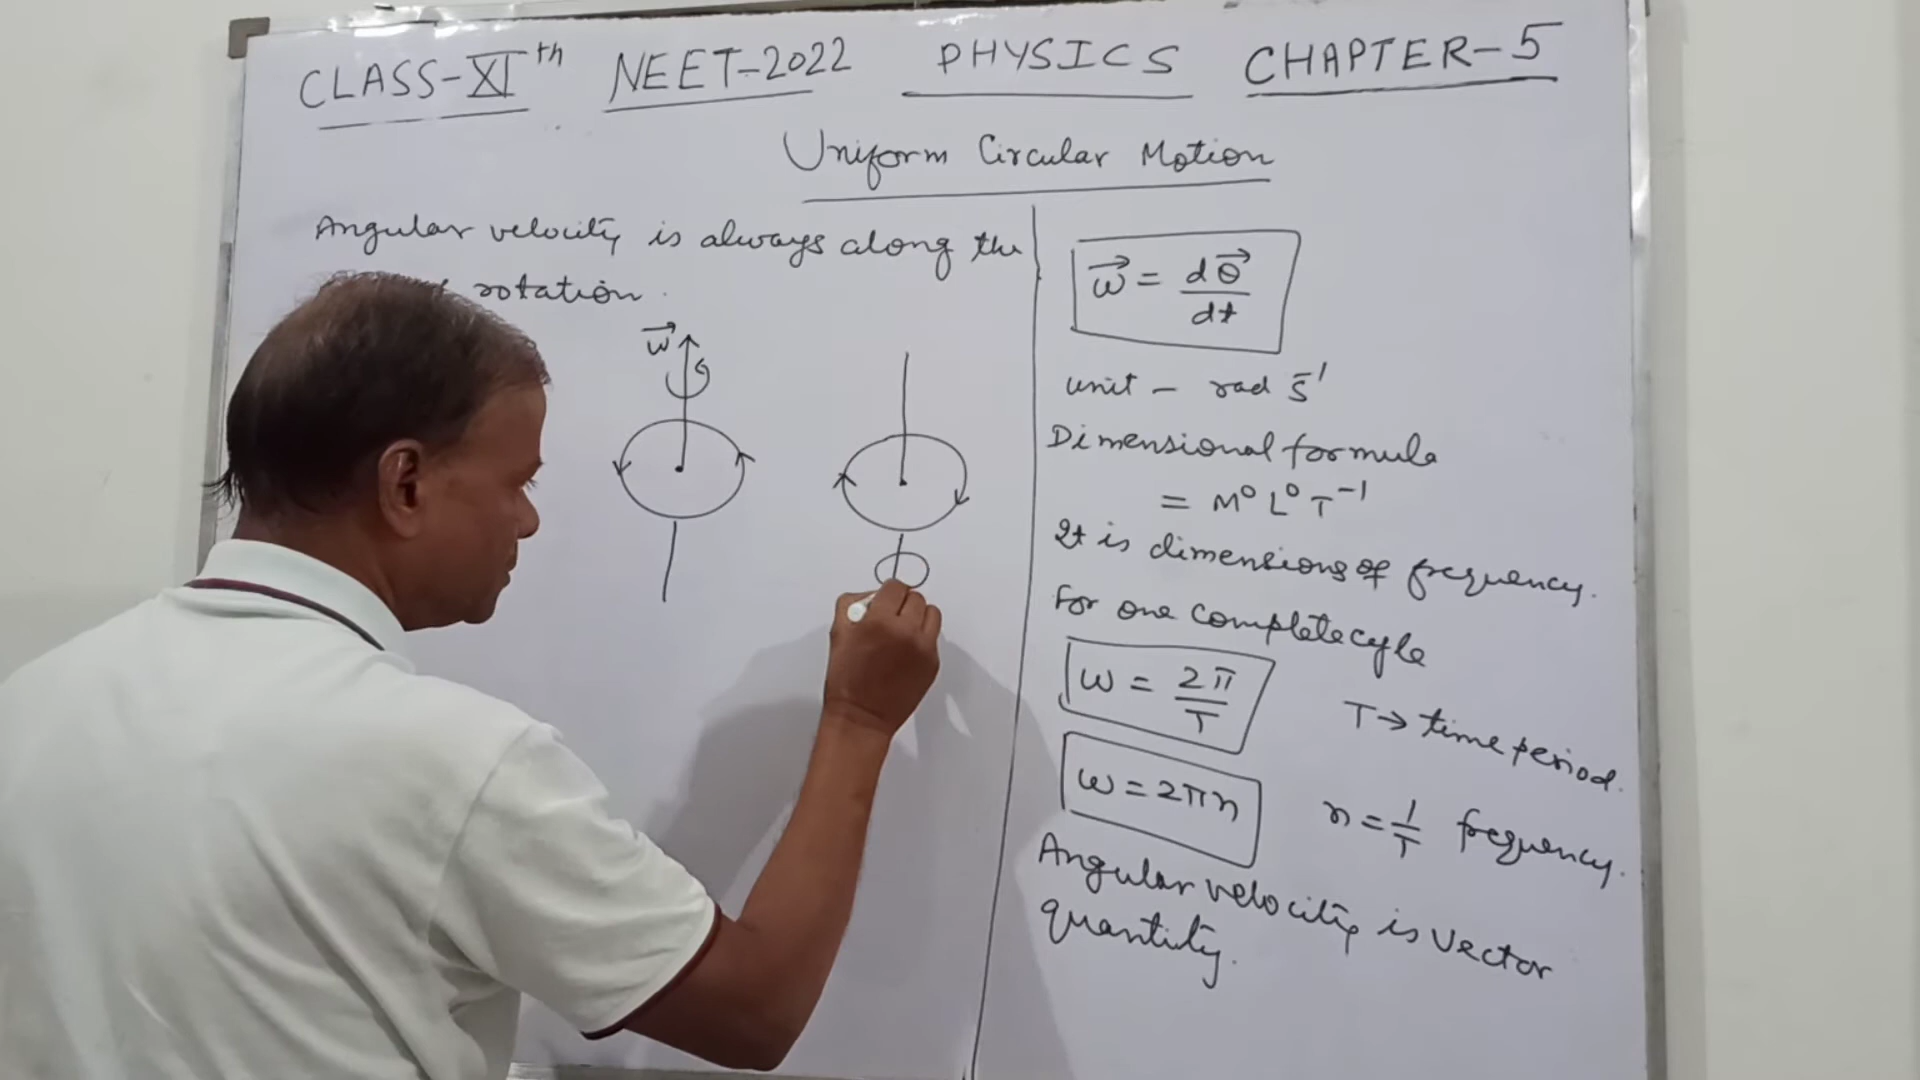 CLASS-XIth NEET-2022 PHYSICS CHAPTER-5
Uniform Circular Motion
Angular velocity is always along the
rotation.
ω⃗
ω⃗ = dθ⃗/dt
unit - rad s⁻¹
Dimensional formula
= M⁰ L⁰ T⁻¹
It is dimensions of frequency.
For one complete cycle
ω = 2π/T T → time period.
ω = 2πn n = 1/T frequency.
Angular velocity is vector
quantity.